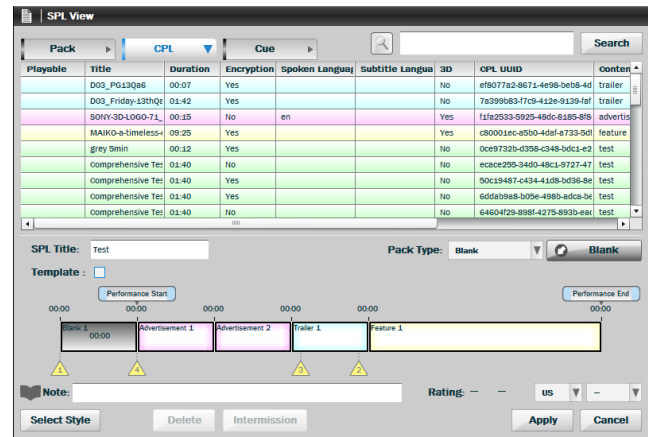 SPL View
Pack CPL Cue Search
Playable Title Duration Encryption Spoken Languag Subtitle Langua 3D CPL UUID Conten
D03_PG13Q6 00:07 Yes No ef8077a2-8671-4e98-beb8-4d trailer
D03_Friday-13thQ 01:42 Yes No 7a399b83-f7c9-412e-9139-faf trailer
SONY-3D-LOGO-71_ 00:15 No en Yes f1fa2533-5925-48dc-8185-8f8 advertis
MAIKO-a-timeless- 09:25 Yes Yes c80001ec-a5b0-4daf-a733-5df feature
grey 5min 00:12 Yes No 0ce9732b-d358-c348-bdc1-e2 test
Comprehensive Tes 01:40 No No ecace255-34d0-48c1-9727-47 test
Comprehensive Tes 01:40 Yes No 50c19487-c434-41d8-bd36-8e test
Comprehensive Tes 01:40 Yes No 6ddab9a8-b05e-498b-adca-be test
Comprehensive Tes 01:40 No No 64604f29-898f-4275-893b-eac test
SPL Title: Test Pack Type: Blank Blank
Template :
Performance Start Performance End
00:00 00:00 00:00 00:00 00:00 00:00
Blank 1 Advertisement 1 Advertisement 2 Trailer 1 Feature 1
00:00
1 4 3 2
Note: Rating: — — US --
Select Style Delete Intermission Apply Cancel